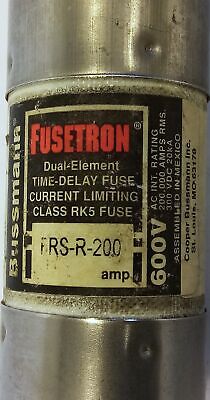 Bussmann
FUSETRON®
Dual-Element
TIME-DELAY FUSE
CURRENT LIMITING
CLASS RK5 FUSE
FRS-R-200
amp
600V
AC INT. RATING
200,000 AMPS RMS.
ASSEMBLED IN MEXICO
Cooper Bussmann Inc.
St. Louis, MO 63178